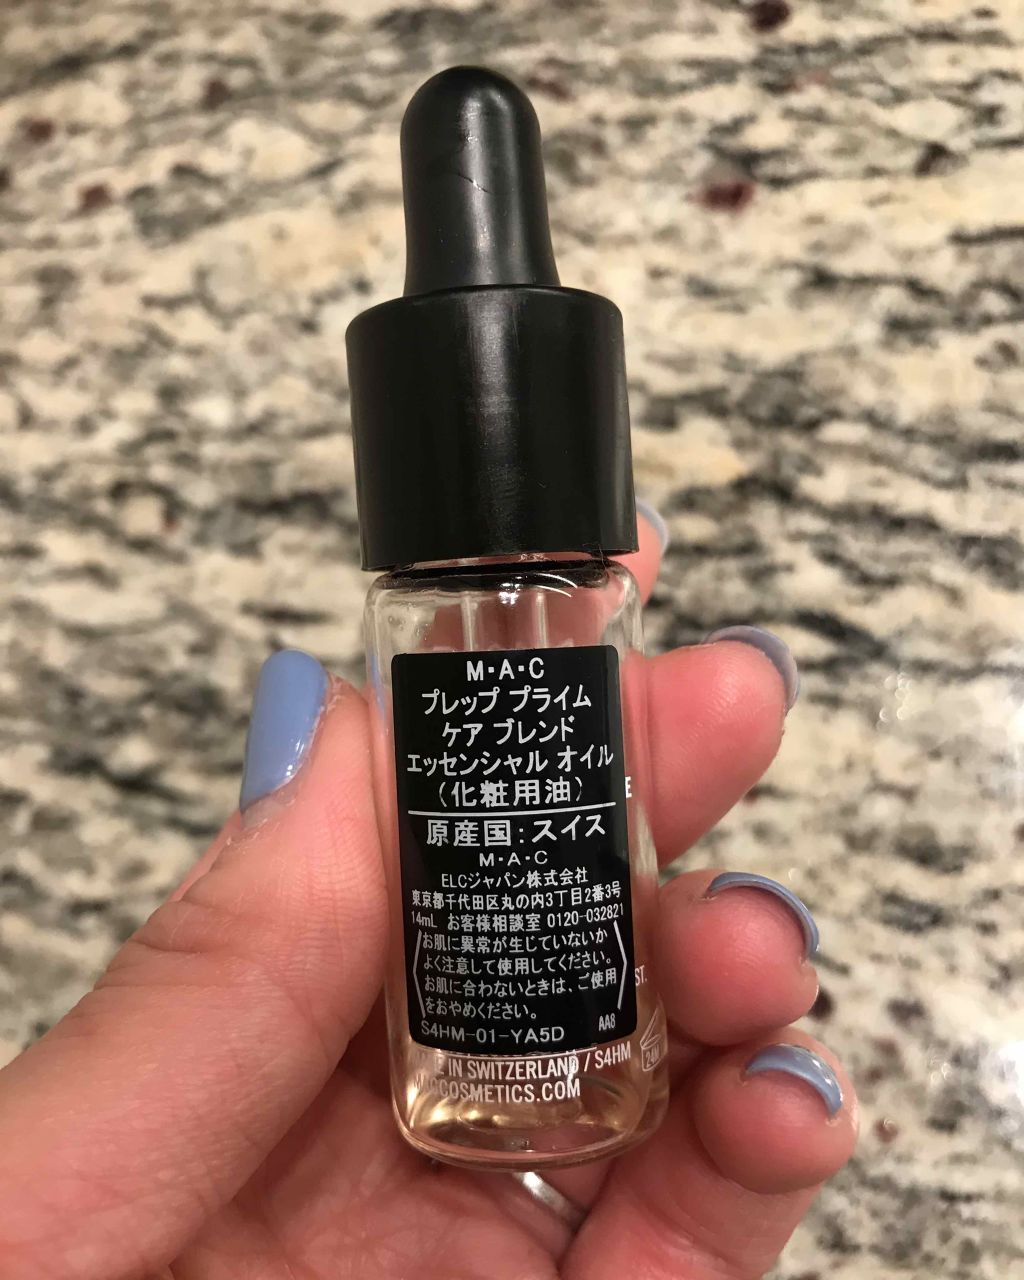 M・A・C
プレップ プライム
ケア ブレンド
エッセンシャル オイル
（化粧用油）
原産国：スイス
M・A・C
ELCジャパン株式会社
東京都千代田区丸の内3丁目2番3号
14mL お客様相談室 0120-032821
お肌に異常が生じていないか
よく注意して使用してください。
お肌に合わないときは、ご使用
をおやめください。
S4HM-01-YA5D AA8
E IN SWITZERLAND / S4HM
24M
ACCOSMETICS.COM